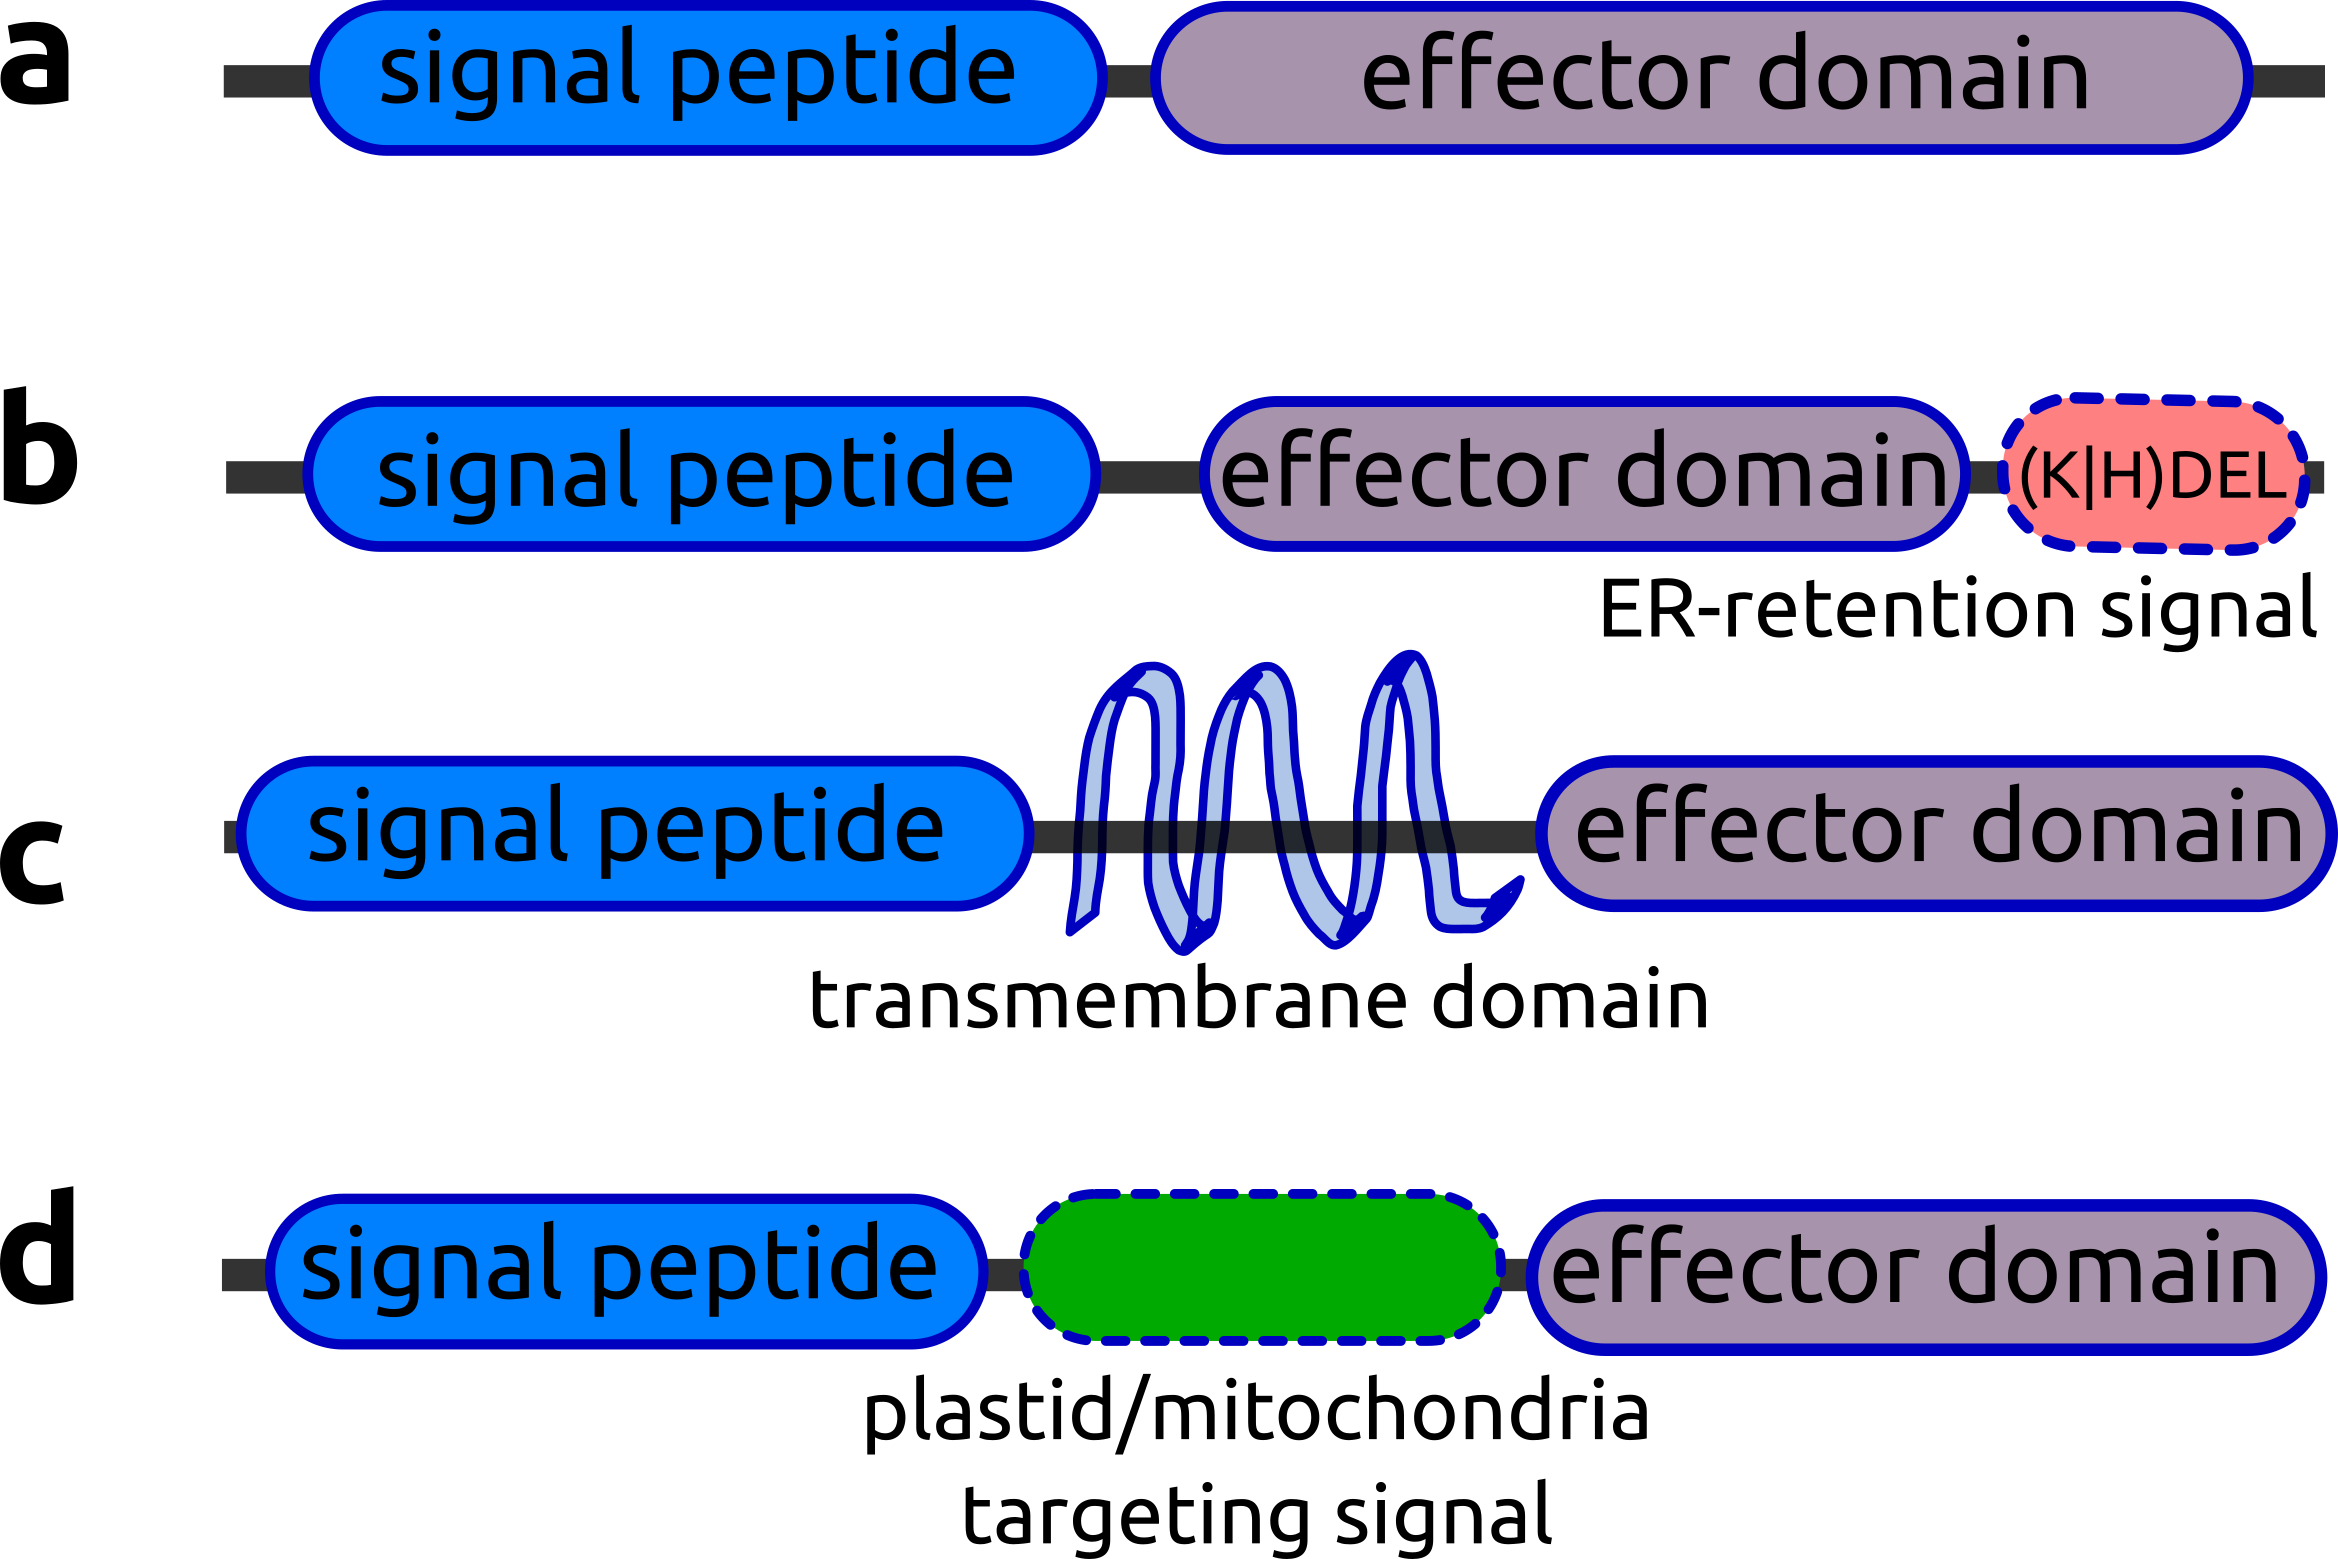 a
signal peptide
effector domain
b
signal peptide
effector domain
(K|H)DEL
ER-retention signal
c
signal peptide
effector domain
transmembrane domain
d
signal peptide
effector domain
plastid/mitochondria
targeting signal